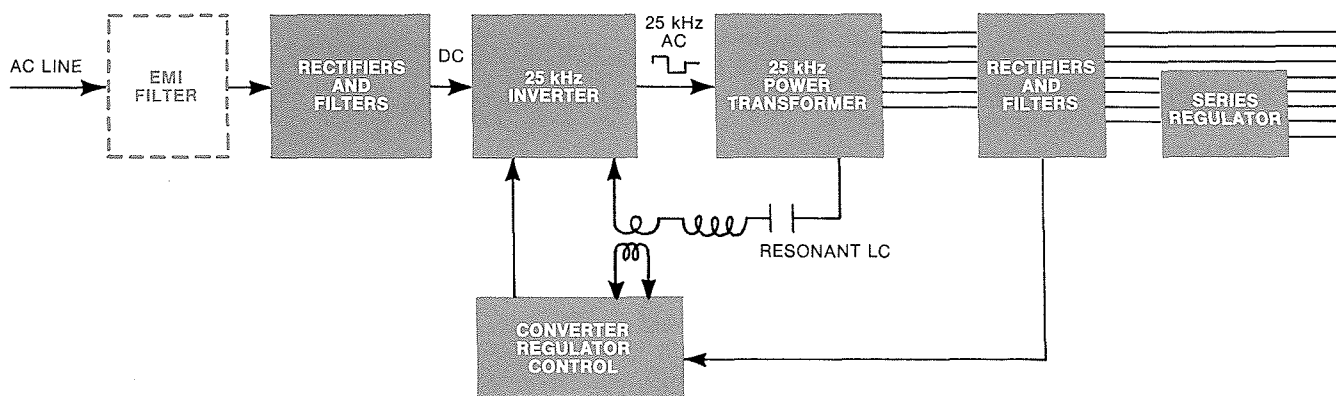 AC LINE
EMI
FILTER
RECTIFIERS
AND
FILTERS
DC
25 kHz
INVERTER
25 kHz
AC
25 kHz
POWER
TRANSFORMER
RECTIFIERS
AND
FILTERS
SERIES
REGULATOR
RESONANT LC
CONVERTER
REGULATOR
CONTROL